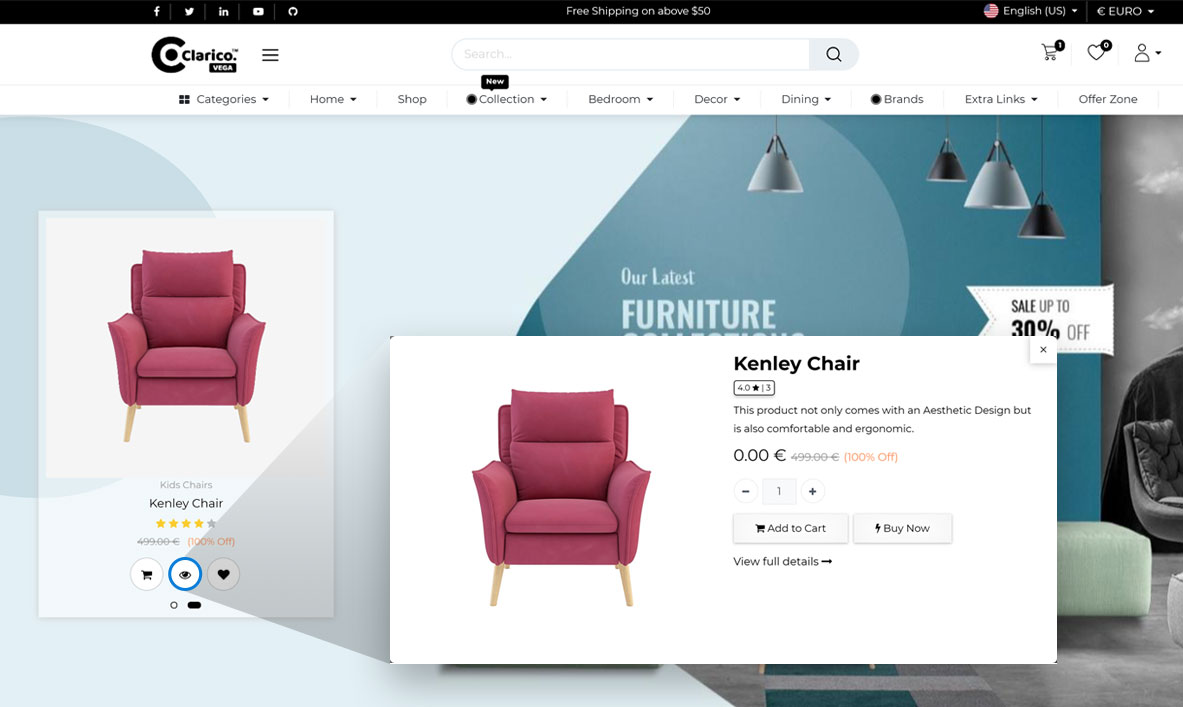 Free Shipping on above $50
English (US)
€ EURO
Clarico.™
VEGA
Search...
1
0
New
Categories
Home
Shop
Collection
Bedroom
Decor
Dining
Brands
Extra Links
Offer Zone
Our Latest
FURNITURE
COLLECTIONS
SALE UP TO
30% OFF
Kids Chairs
Kenley Chair
499.00 € (100% Off)
×
Kenley Chair
4.0 ★ | 3
This product not only comes with an Aesthetic Design but
is also comfortable and ergonomic.
0.00 € 499.00 € (100% Off)
− 1 +
Add to Cart
Buy Now
View full details